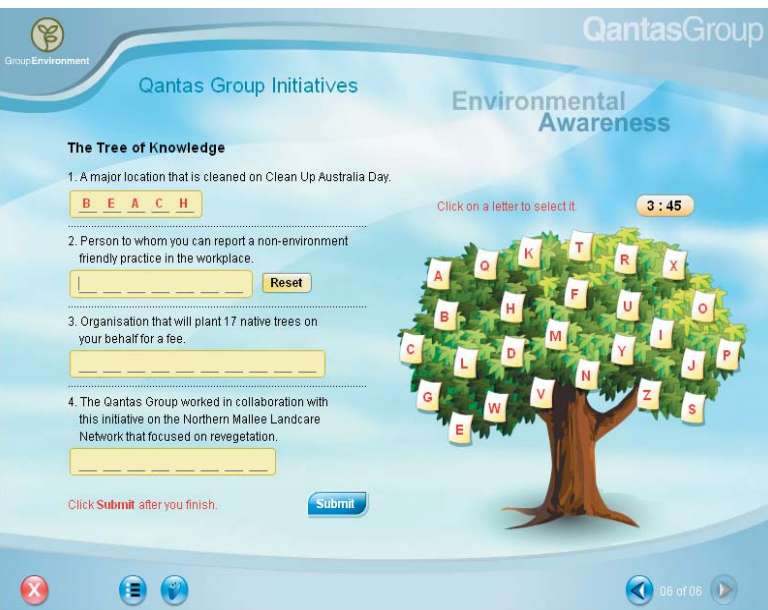 QantasGroup
GroupEnvironment
Qantas Group Initiatives
Environmental
Awareness
The Tree of Knowledge
1. A major location that is cleaned on Clean Up Australia Day.
B E A C H
Click on a letter to select it.
3 : 45
2. Person to whom you can report a non-environment
friendly practice in the workplace.
Reset
3. Organisation that will plant 17 native trees on
your behalf for a fee.
4. The Qantas Group worked in collaboration with
this initiative on the Northern Mallee Landcare
Network that focused on revegetation.
Click Submit after you finish.
Submit
A Q K T R X
B H F U O
C L D M Y I J P
G W V N Z S
E
06 of 06